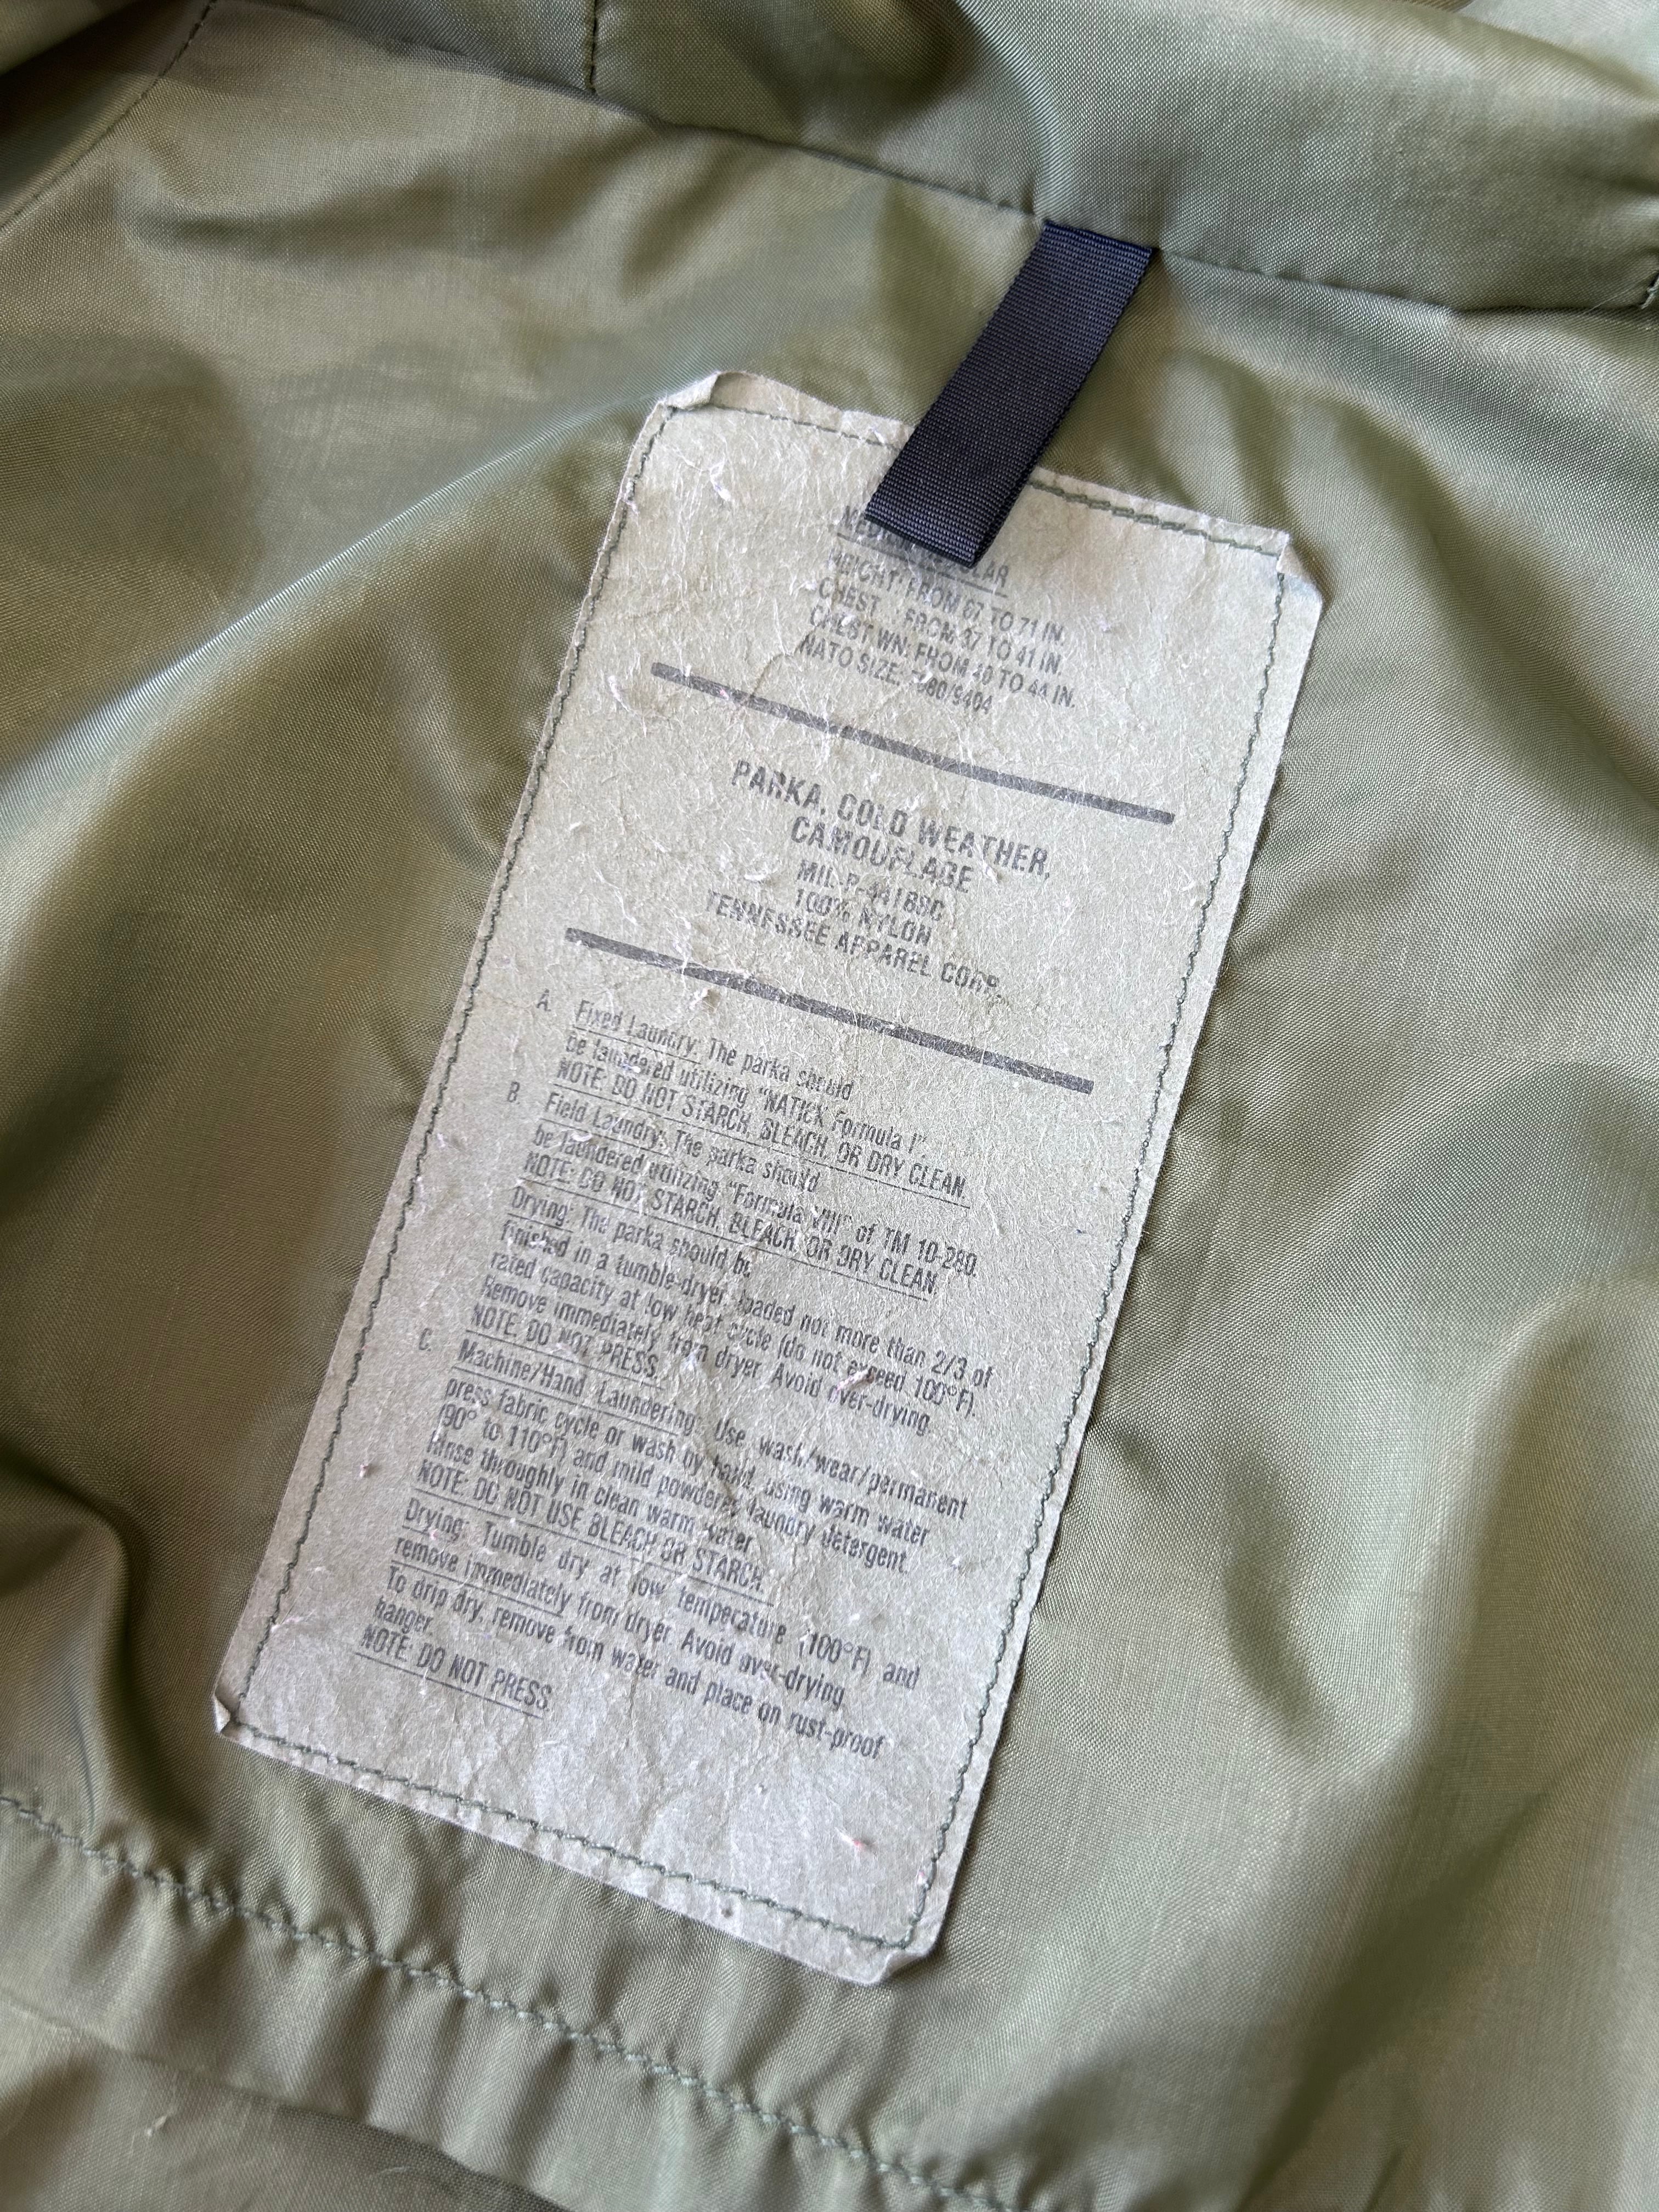 HEIGHT: FROM 67 TO 71 IN.
CHEST FROM 37 TO 41 IN.
CHEST WN: FROM 40 TO 44 IN.
NATO SIZE:
PARKA, COLD WEATHER,
CAMOUFLAGE
100% NYLON
TENNESSEE APPAREL CORP.
A. Fixed Laundry: The parka should
be laundered utilizing "NATICK Formula I".
NOTE: DO NOT STARCH, BLEACH, OR DRY CLEAN.
B. Field Laundry: The parka should
be laundered utilizing "Formula VIII" of TM 10-280.
NOTE: DO NOT STARCH, BLEACH, OR DRY CLEAN.
Drying: The parka should be
finished in a tumble-dryer, loaded not more than 2/3 of
rated capacity at low heat cycle (do not exceed 100°F).
Remove immediately from dryer. Avoid over-drying.
NOTE: DO NOT PRESS.
C. Machine/Hand Laundering: Use wash/wear/permanent
press fabric cycle or wash by hand, using warm water
(90° to 110°F) and mild powdered laundry detergent.
Rinse throughly in clean warm water.
NOTE: DO NOT USE BLEACH OR STARCH.
Drying: Tumble dry at low temperature (100°F) and
remove immediately from dryer. Avoid over-drying.
To drip dry, remove from water and place on rust-proof
hanger.
NOTE: DO NOT PRESS.